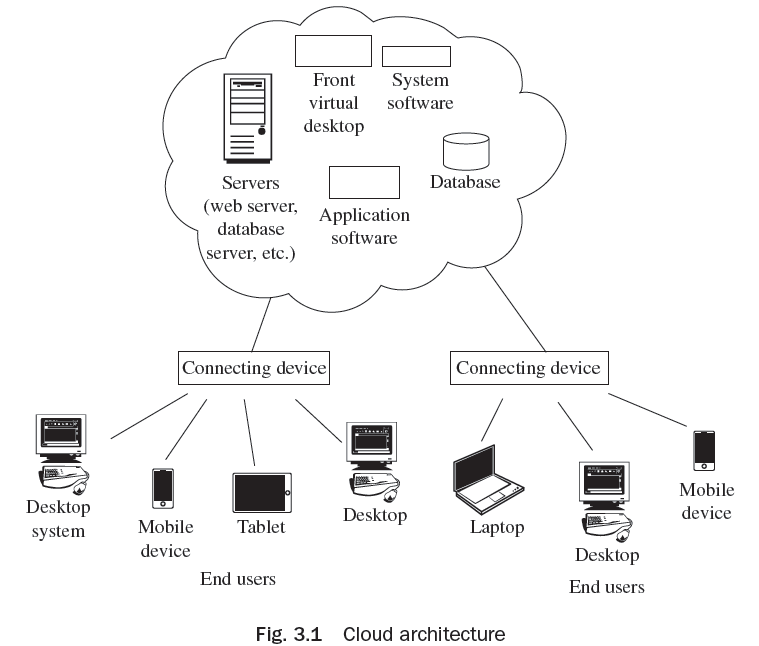 Front
virtual
desktop
System
software
Servers
(web server,
database
server, etc.)
Application
software
Database
Connecting device
Connecting device
Desktop
system
Mobile
device
Tablet
Desktop
End users
Laptop
Desktop
Mobile
device
End users
Fig. 3.1 Cloud architecture